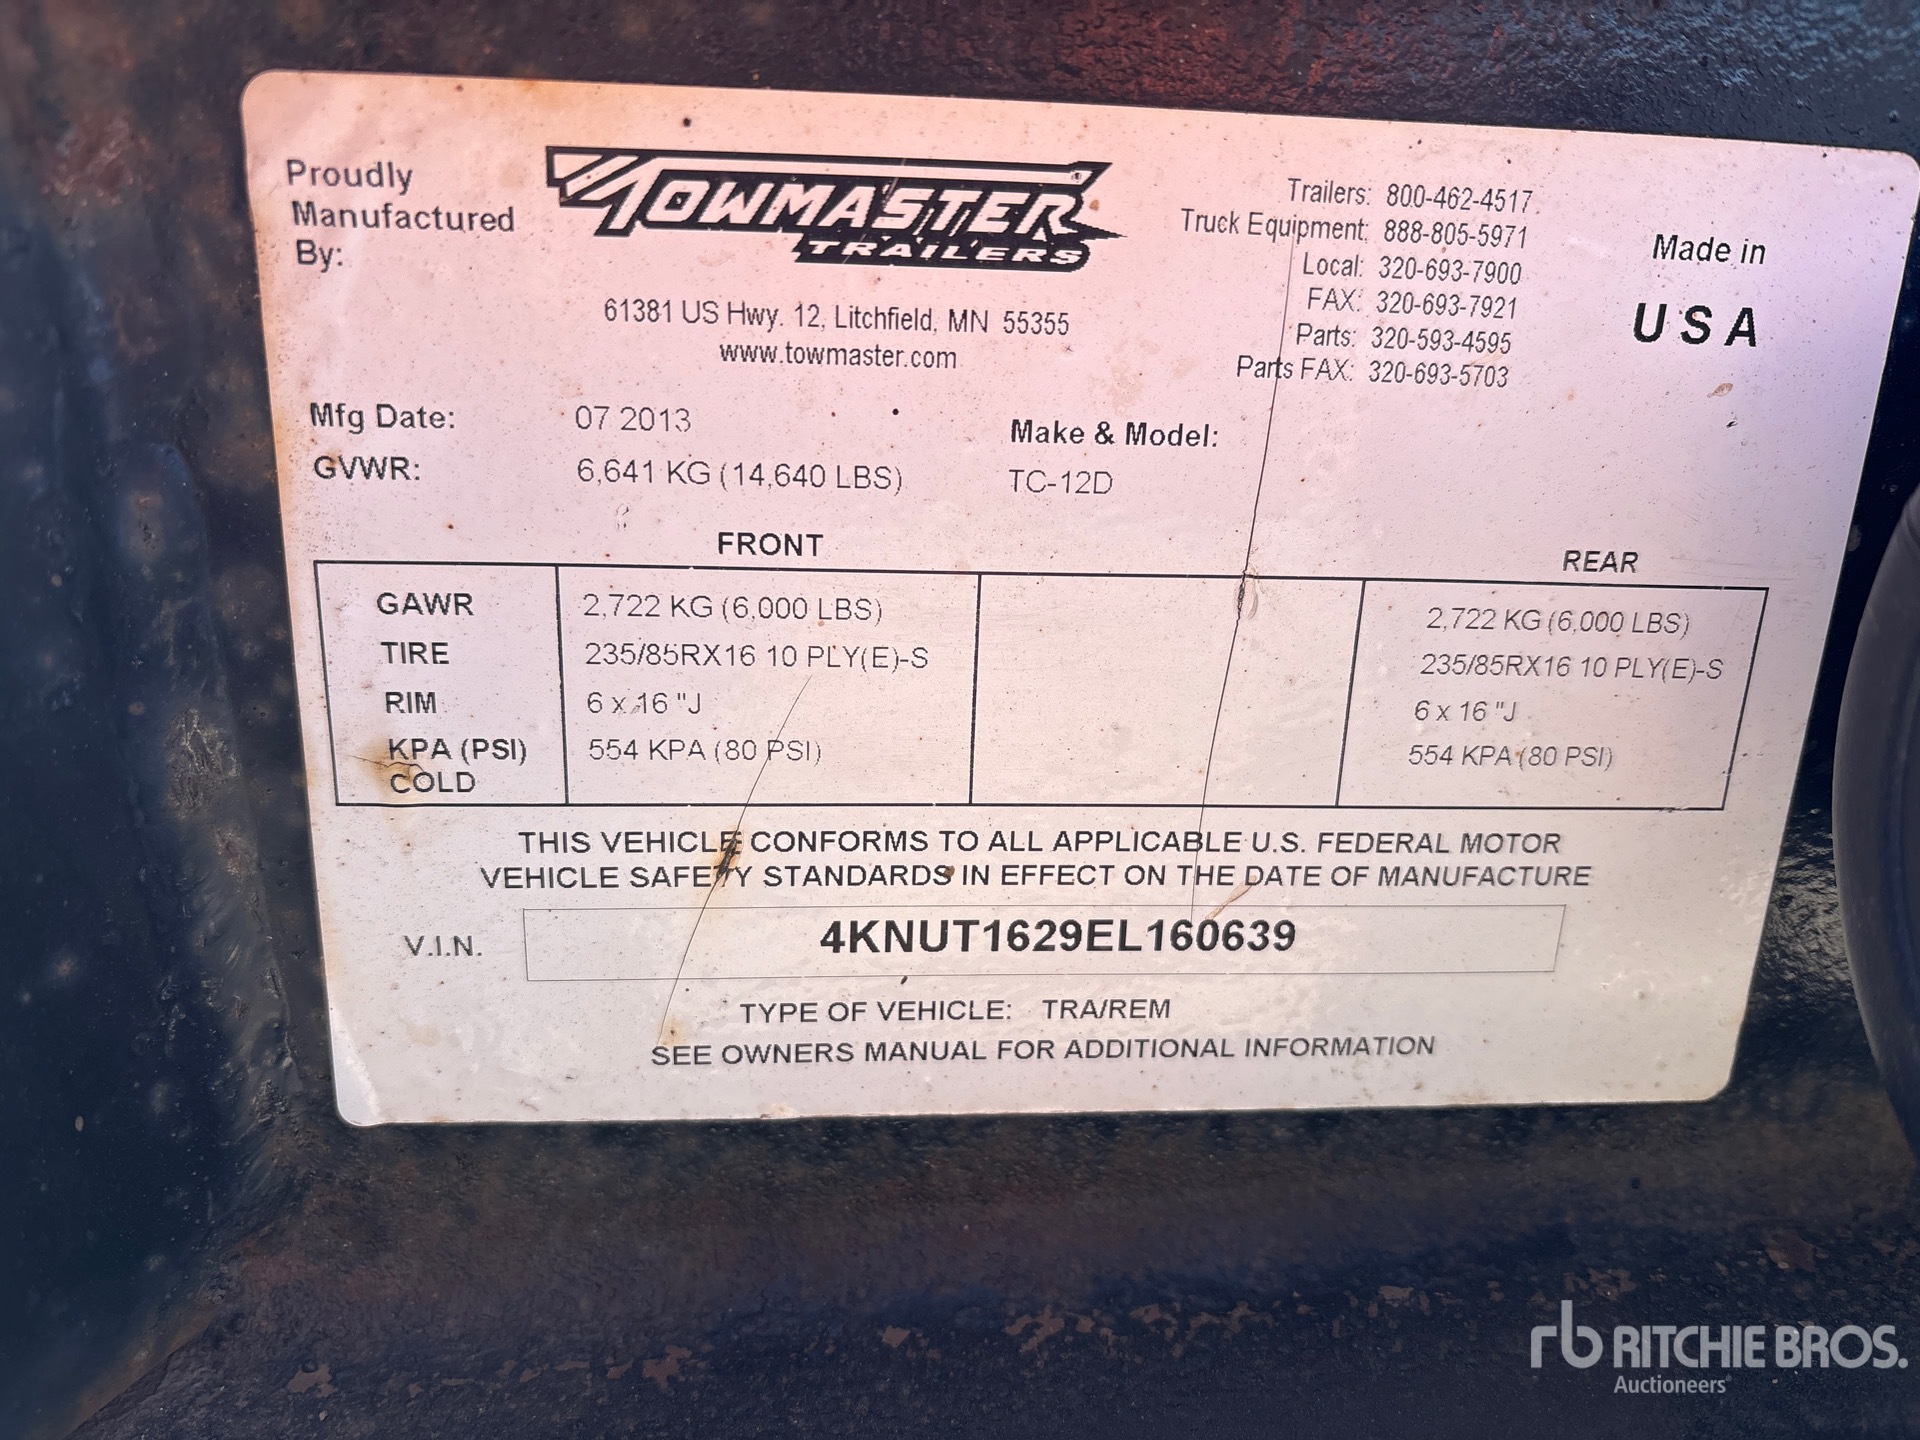 Proudly
Manufactured
By:
TOWMASTER
TRAILERS
61381 US Hwy. 12, Litchfield, MN 55355
www.towmaster.com
Trailers: 800-462-4517
Truck Equipment: 888-805-5971
Local: 320-693-7900
FAX: 320-693-7921
Parts: 320-593-4595
Parts FAX: 320-693-5703
Made in
USA
Mfg Date: 07 2013
GVWR: 6,641 KG (14,640 LBS)
Make & Model:
TC-12D
FRONT REAR
GAWR 2,722 KG (6,000 LBS) 2,722 KG (6,000 LBS)
TIRE 235/85RX16 10 PLY(E)-S 235/85RX16 10 PLY(E)-S
RIM 6 x 16 "J 6 x 16 "J
KPA (PSI) 554 KPA (80 PSI) 554 KPA (80 PSI)
COLD
THIS VEHICLE CONFORMS TO ALL APPLICABLE U.S. FEDERAL MOTOR
VEHICLE SAFETY STANDARDS IN EFFECT ON THE DATE OF MANUFACTURE
V.I.N. 4KNUT1629EL160639
TYPE OF VEHICLE: TRA/REM
SEE OWNERS MANUAL FOR ADDITIONAL INFORMATION
rb RITCHIE BROS.
Auctioneers